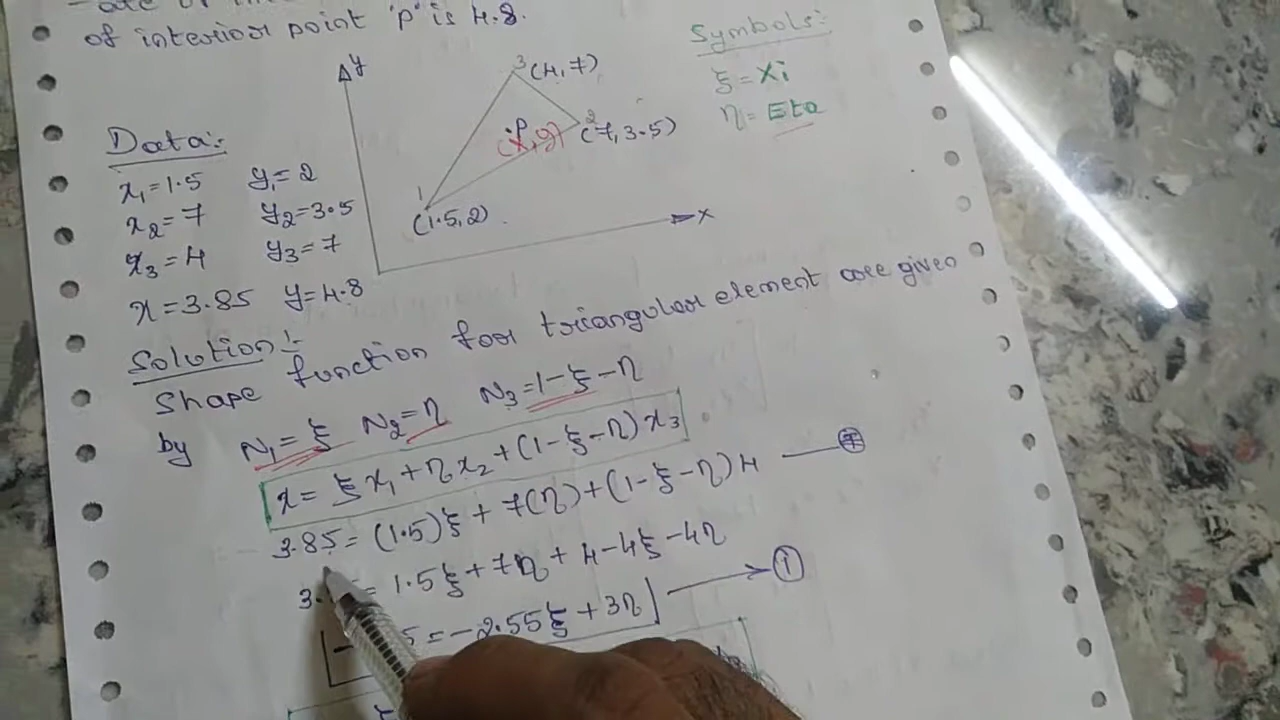 of interior point 'p' is 4.8.
Symbols:
ξ = Xi
η = Eta
y
3 (4,7)
P
(x,y)
2
(7,3.5)
1
(1.5,2)
x
Data:
x₁=1.5 y₁=2
x₂=7 y₂=3.5
x₃=4 y₃=7
x=3.85 y=4.8
Solution:
Shape function for triangular element are given
by N₁=ξ N₂=η N₃=1-ξ-η
x=ξx₁+ηx₂+(1-ξ-η)x₃
3.85=(1.5)ξ+7(η)+(1-ξ-η)4
3. = 1.5ξ+7η+4-4ξ-4η
5=-2.55ξ+3η → 1